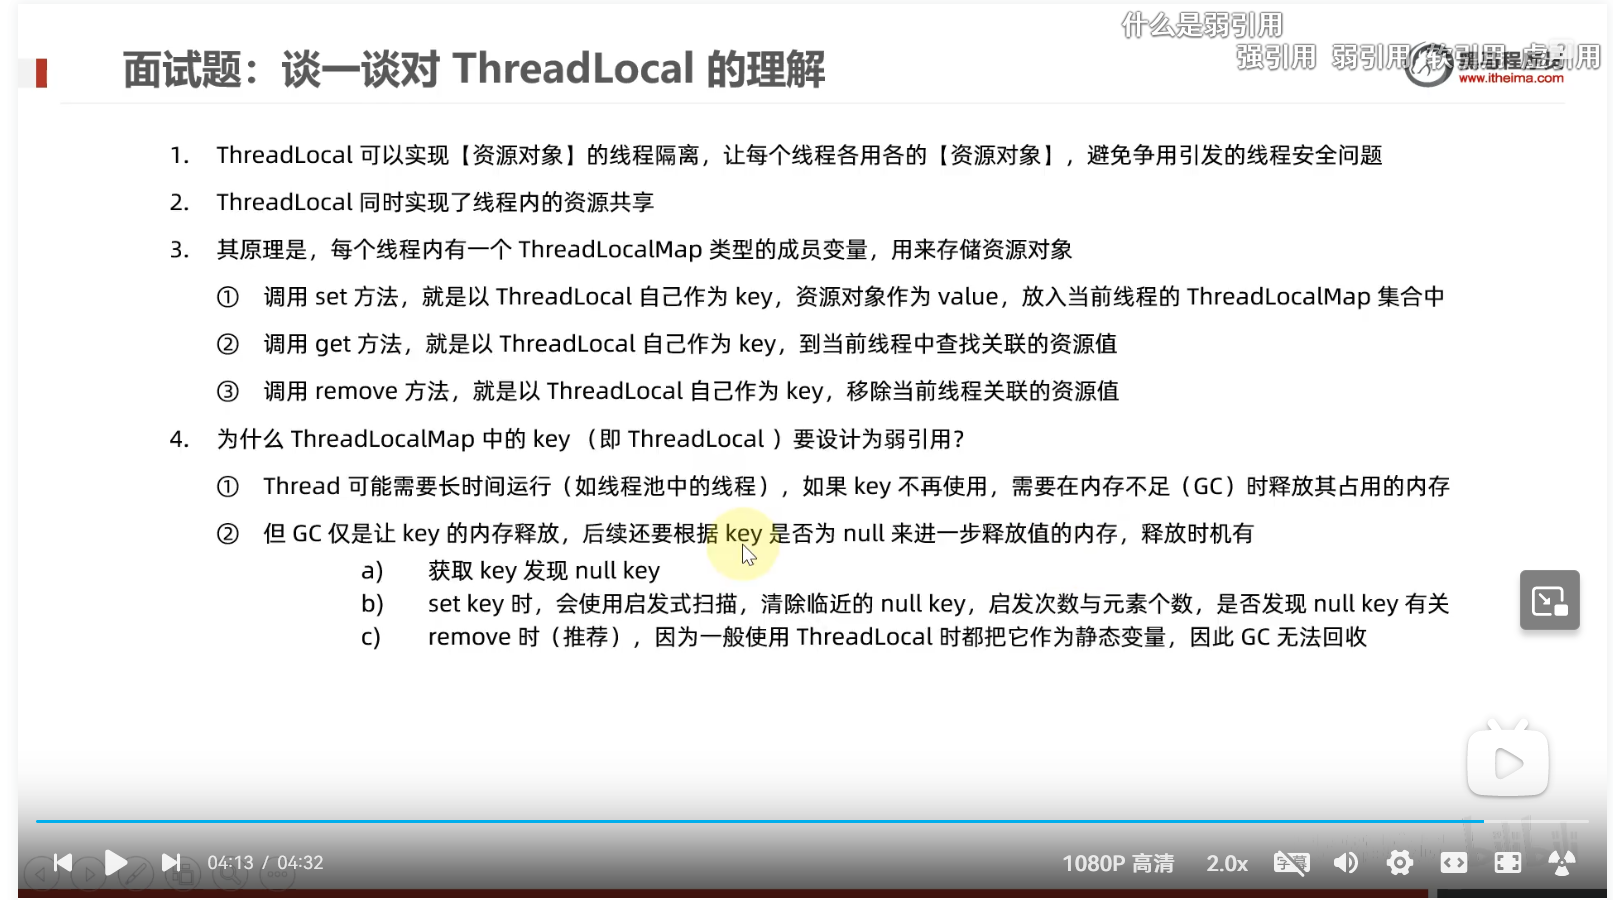 什么是弱引用
强引用 弱引用 软引用 虚引用
面试题：谈一谈对 ThreadLocal 的理解
www.itheima.com
1. ThreadLocal 可以实现【资源对象】的线程隔离，让每个线程各用各的【资源对象】，避免争用引发的线程安全问题
2. ThreadLocal 同时实现了线程内的资源共享
3. 其原理是，每个线程内有一个 ThreadLocalMap 类型的成员变量，用来存储资源对象
① 调用 set 方法，就是以 ThreadLocal 自己作为 key，资源对象作为 value，放入当前线程的 ThreadLocalMap 集合中
② 调用 get 方法，就是以 ThreadLocal 自己作为 key，到当前线程中查找关联的资源值
③ 调用 remove 方法，就是以 ThreadLocal 自己作为 key，移除当前线程关联的资源值
4. 为什么 ThreadLocalMap 中的 key （即 ThreadLocal ）要设计为弱引用？
① Thread 可能需要长时间运行（如线程池中的线程），如果 key 不再使用，需要在内存不足（GC）时释放其占用的内存
② 但 GC 仅是让 key 的内存释放，后续还要根据 key 是否为 null 来进一步释放值的内存，释放时机有
a) 获取 key 发现 null key
b) set key 时，会使用启发式扫描，清除临近的 null key，启发次数与元素个数，是否发现 null key 有关
c) remove 时（推荐），因为一般使用 ThreadLocal 时都把它作为静态变量，因此 GC 无法回收
bilibili
04:13 / 04:32
1080P 高清
2.0x
字幕